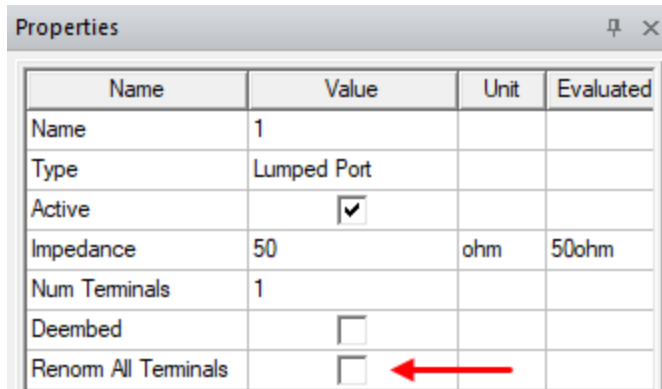 Properties
Name Value Unit Evaluated
Name 1
Type Lumped Port
Active
Impedance 50 ohm 50ohm
Num Terminals 1
Deembed
Renorm All Terminals